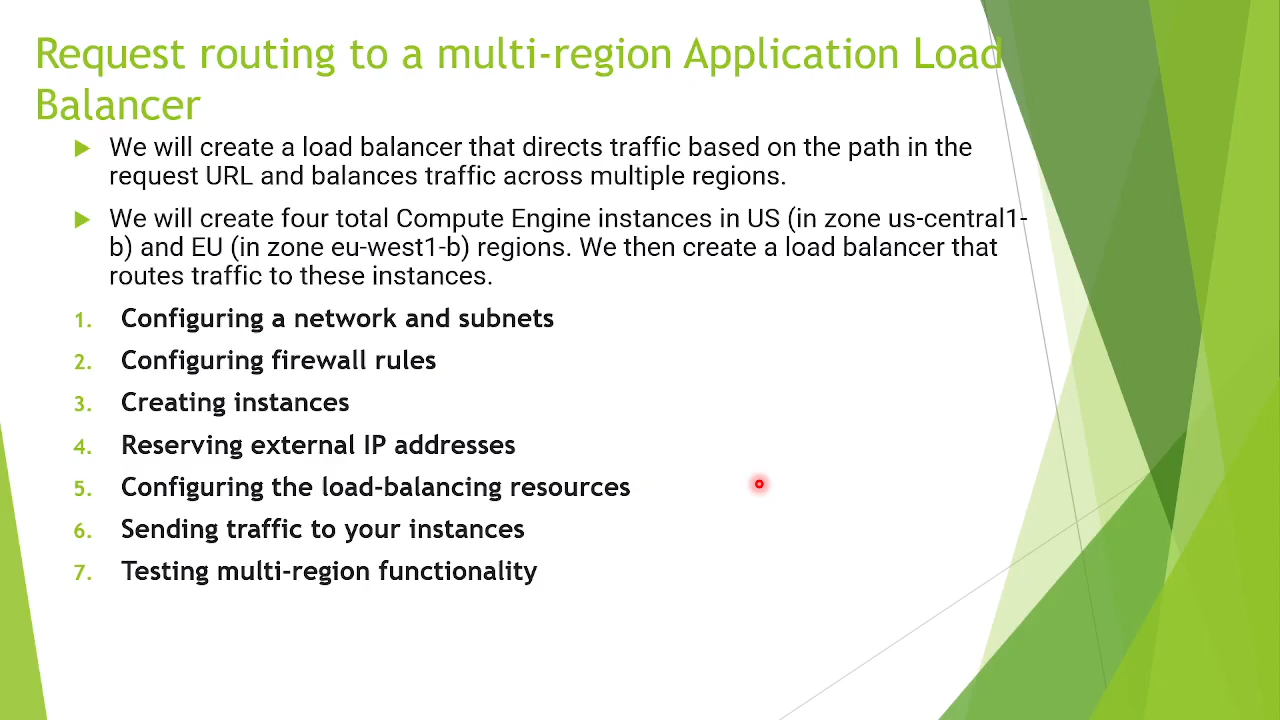 Request routing to a multi-region Application Load
Balancer
We will create a load balancer that directs traffic based on the path in the
request URL and balances traffic across multiple regions.
We will create four total Compute Engine instances in US (in zone us-central1-
b) and EU (in zone eu-west1-b) regions. We then create a load balancer that
routes traffic to these instances.
1. Configuring a network and subnets
2. Configuring firewall rules
3. Creating instances
4. Reserving external IP addresses
5. Configuring the load-balancing resources
6. Sending traffic to your instances
7. Testing multi-region functionality